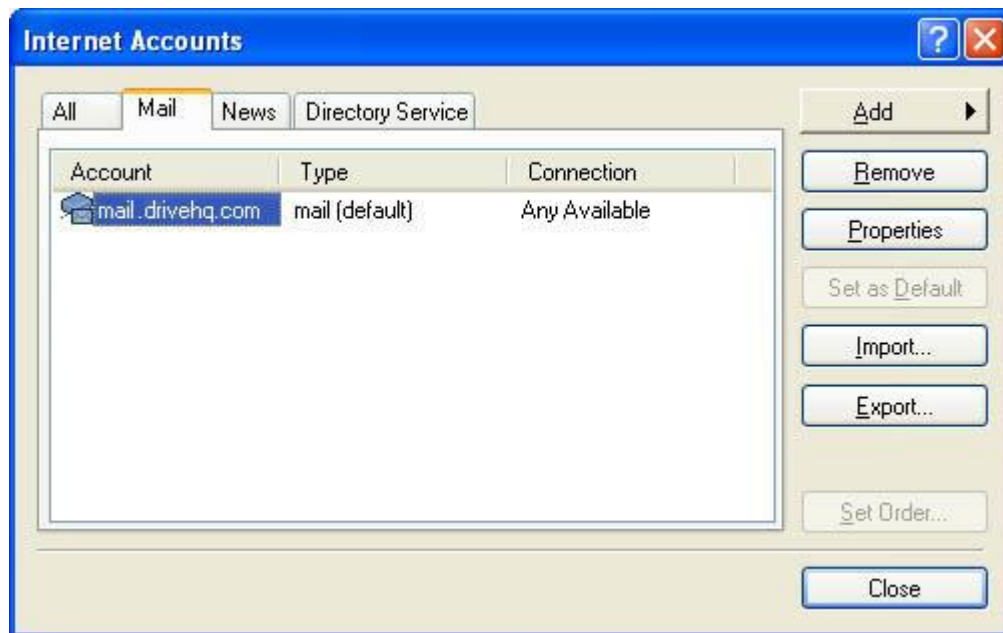 Internet Accounts
All Mail News Directory Service
Account Type Connection
mail.drivehq.com mail (default) Any Available
Add
Remove
Properties
Set as Default
Import...
Export...
Set Order...
Close